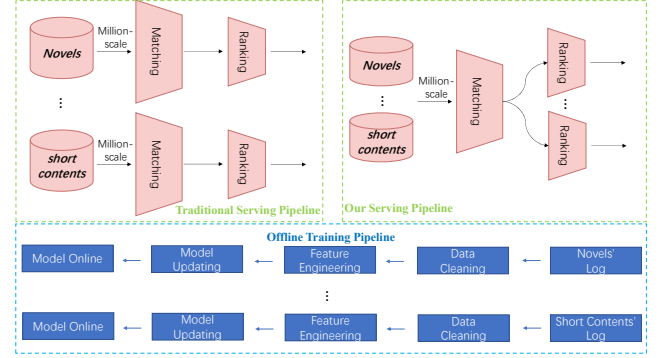 Novels
Million-
scale
Matching
Ranking
short
contents
Million-
scale
Matching
Ranking
Traditional Serving Pipeline
Novels
short
contents
Million-
scale
Matching
Ranking
Ranking
Our Serving Pipeline
Offline Training Pipeline
Model Online
Model
Updating
Feature
Engineering
Data
Cleaning
Novels'
Log
Model Online
Model
Updating
Feature
Engineering
Data
Cleaning
Short Contents'
Log